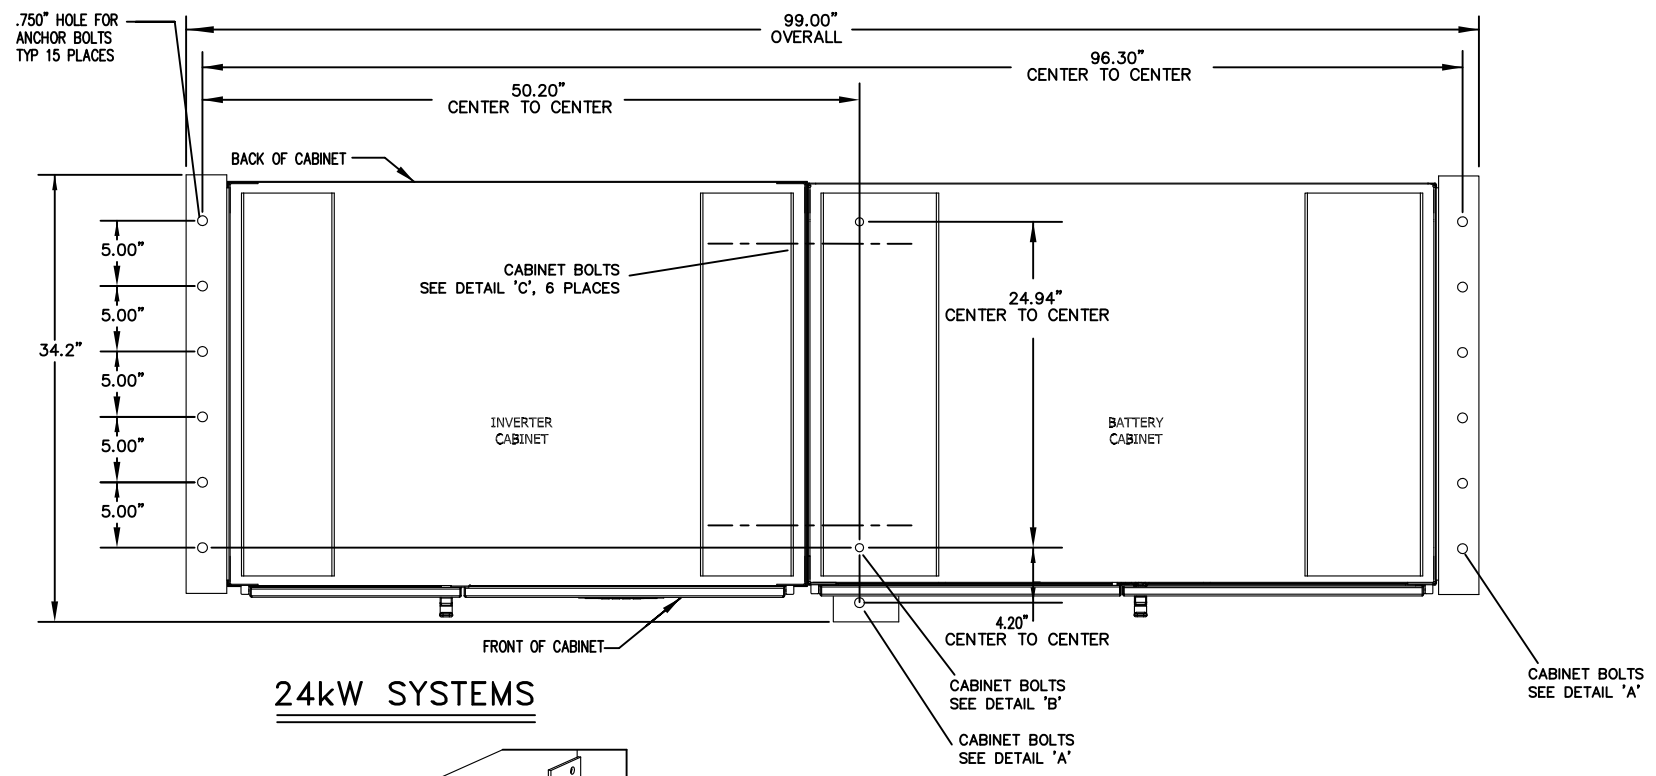 .750" HOLE FOR
ANCHOR BOLTS
TYP 15 PLACES
99.00"
OVERALL
96.30"
CENTER TO CENTER
50.20"
CENTER TO CENTER
BACK OF CABINET
5.00"
5.00"
5.00"
5.00"
5.00"
34.2"
CABINET BOLTS
SEE DETAIL 'C', 6 PLACES
24.94"
CENTER TO CENTER
INVERTER
CABINET
BATTERY
CABINET
4.20"
CENTER TO CENTER
FRONT OF CABINET
CABINET BOLTS
SEE DETAIL 'B'
CABINET BOLTS
SEE DETAIL 'A'
CABINET BOLTS
SEE DETAIL 'A'
24kW SYSTEMS